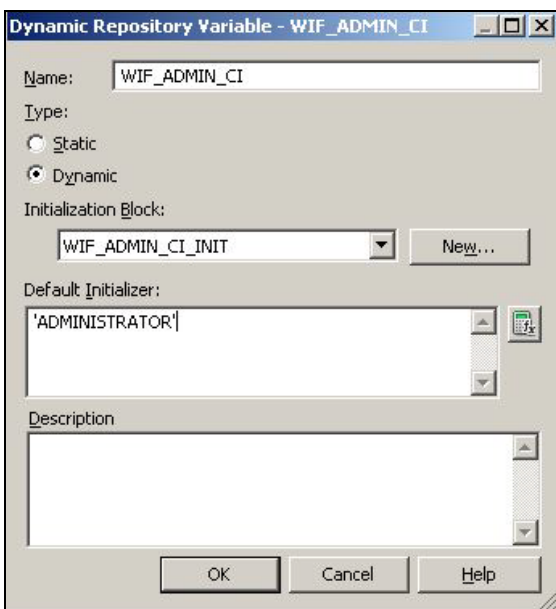 Dynamic Repository Variable - WIF_ADMIN_CI
Name: WIF_ADMIN_CI
Type:
Static
Dynamic
Initialization Block:
WIF_ADMIN_CI_INIT New...
Default Initializer:
'ADMINISTRATOR'
Description
OK Cancel Help